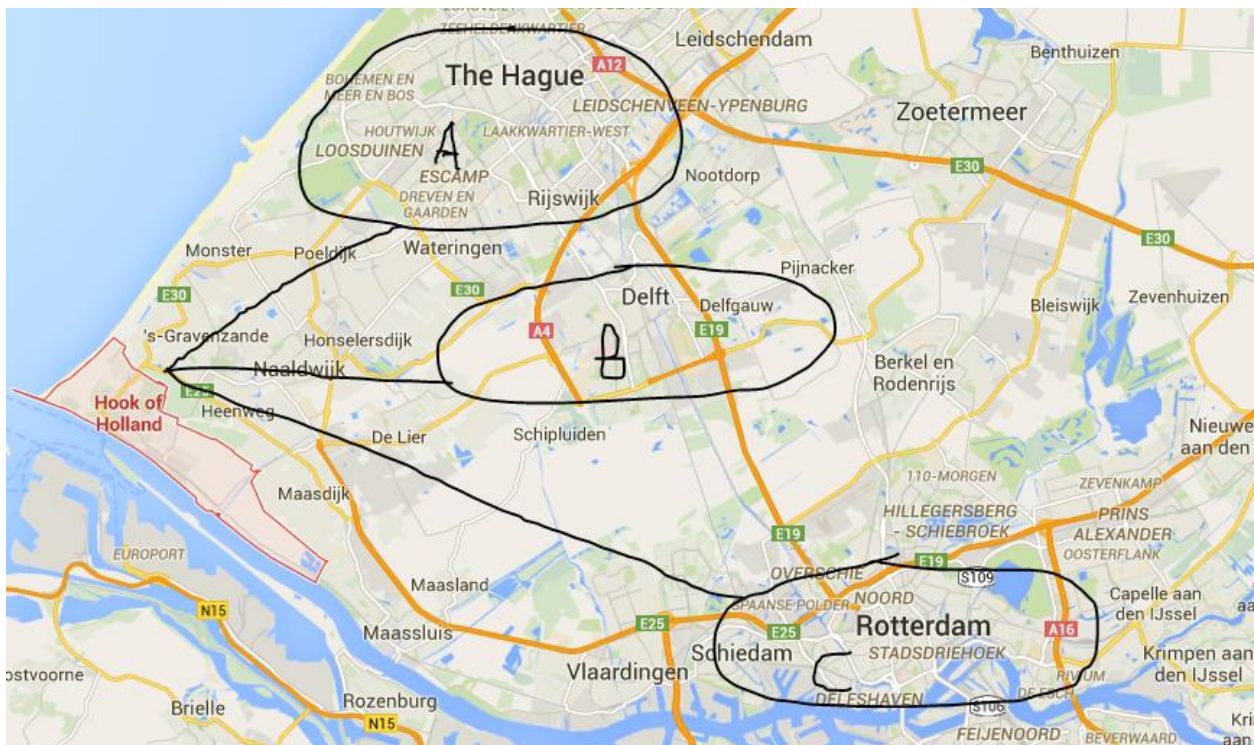 ZEEHELDENKWARTIER
Leidschendam
Benthuizen
The Hague
A12
BOHEMEN EN
MEER EN BOS
LEIDSCHENVEEN-YPENBURG
Zoetermeer
HOUTWIJK
LAAKKWARTIER-WEST
LOOSDUINEN
A
ESCAMP
E30
Nootdorp
DREVEN EN
GAARDEN
Rijswijk
Monster
Poeldijk
Wateringen
E30
Pijnacker
E30
E30
Delft
Delfgauw
Bleiswijk
Zevenhuizen
's-Gravenzande
Honselersdijk
A4
B
E19
Naaldwijk
Berkel en
Rodenrijs
Hook of
Holland
Heenweg
De Lier
Schipluiden
Nieuwe
aan den
110-MORGEN
ZEVENKAMP
Maasdijk
HILLEGERSBERG
- SCHIEBROEK
PRINS
ALEXANDER
E19
EUROPORT
OOSTERFLANK
E19
OVERSCHIE
S109
Maasland
Capelle aan
den IJssel
N15
SPAANSE POLDER
NOORD
E25
E25
Rotterdam
A16
Maassluis
Schiedam
STADSDRIEHOEK
Krimpen aan
den IJssel
Vlaardingen
C
RIVIUM
ostvoorne
DELFSHAVEN
DE ESCH
Rozenburg
S106
Brielle
N15
FEIJENOORD
BEVERWAARD
Kri
aan